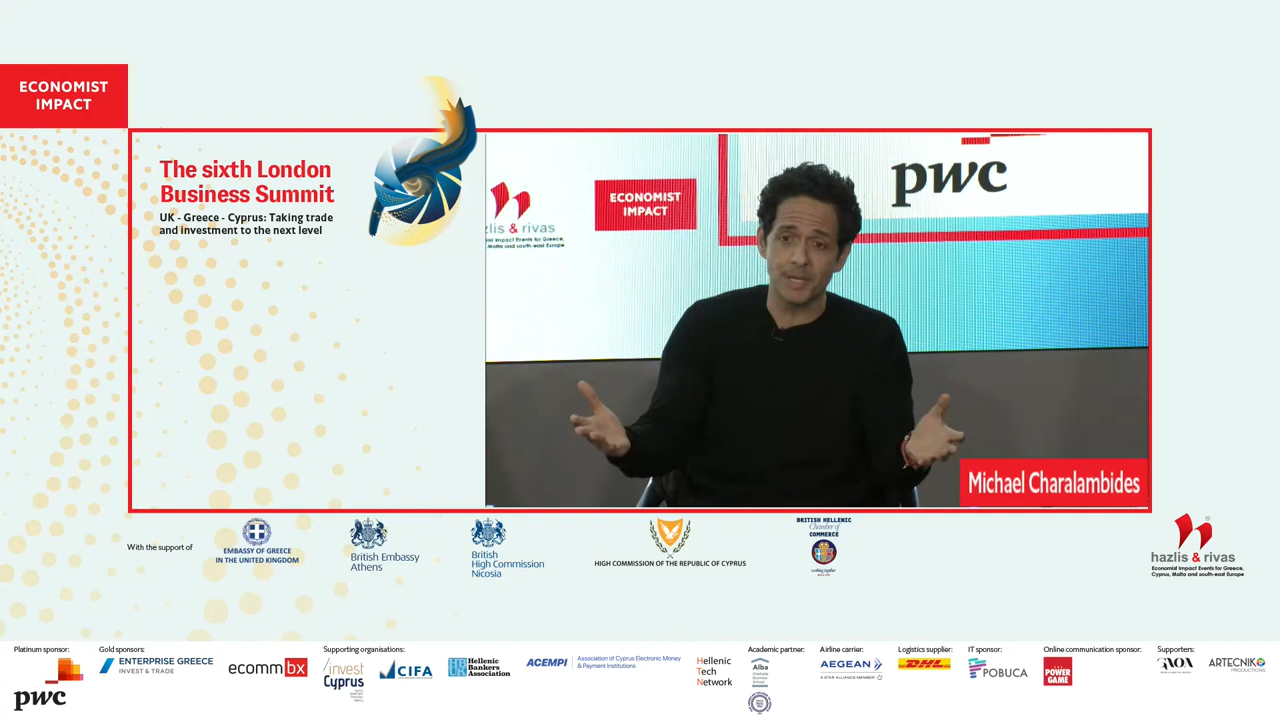 ECONOMIST
IMPACT
The sixth London
Business Summit
UK - Greece - Cyprus: Taking trade
and investment to the next level
pwc
ECONOMIST
IMPACT
zlis & rivas
Michael Charalambides
With the support of
EMBASSY OF GREECE
IN THE UNITED KINGDOM
British Embassy
Athens
British
High Commission
Nicosia
HIGH COMMISSION OF THE REPUBLIC OF CYPRUS
BRITISH HELLENIC
Chamber of
COMMERCE
hazlis & rivas
Economist Impact Events for Greece,
Cyprus, Malta and south-east Europe
Platinum sponsor:
pwc
Gold sponsors:
ENTERPRISE GREECE
INVEST & TRADE
ecommbx
Supporting organisations:
invest
Cyprus
CIFA
Hellenic
Bankers
Association
ACEMPI
Association of Cyprus Electronic Money
& Payment Institutions
Hellenic
Tech
Network
Academic partner:
Alba
Graduate
Business
School
Airline carrier:
AEGEAN
A STAR ALLIANCE MEMBER
Logistics supplier:
DHL
IT sponsor:
POBUCA
Online communication sponsor:
THE
POWER
GAME
Supporters:
ARTECNIKO
PRODUCTIONS